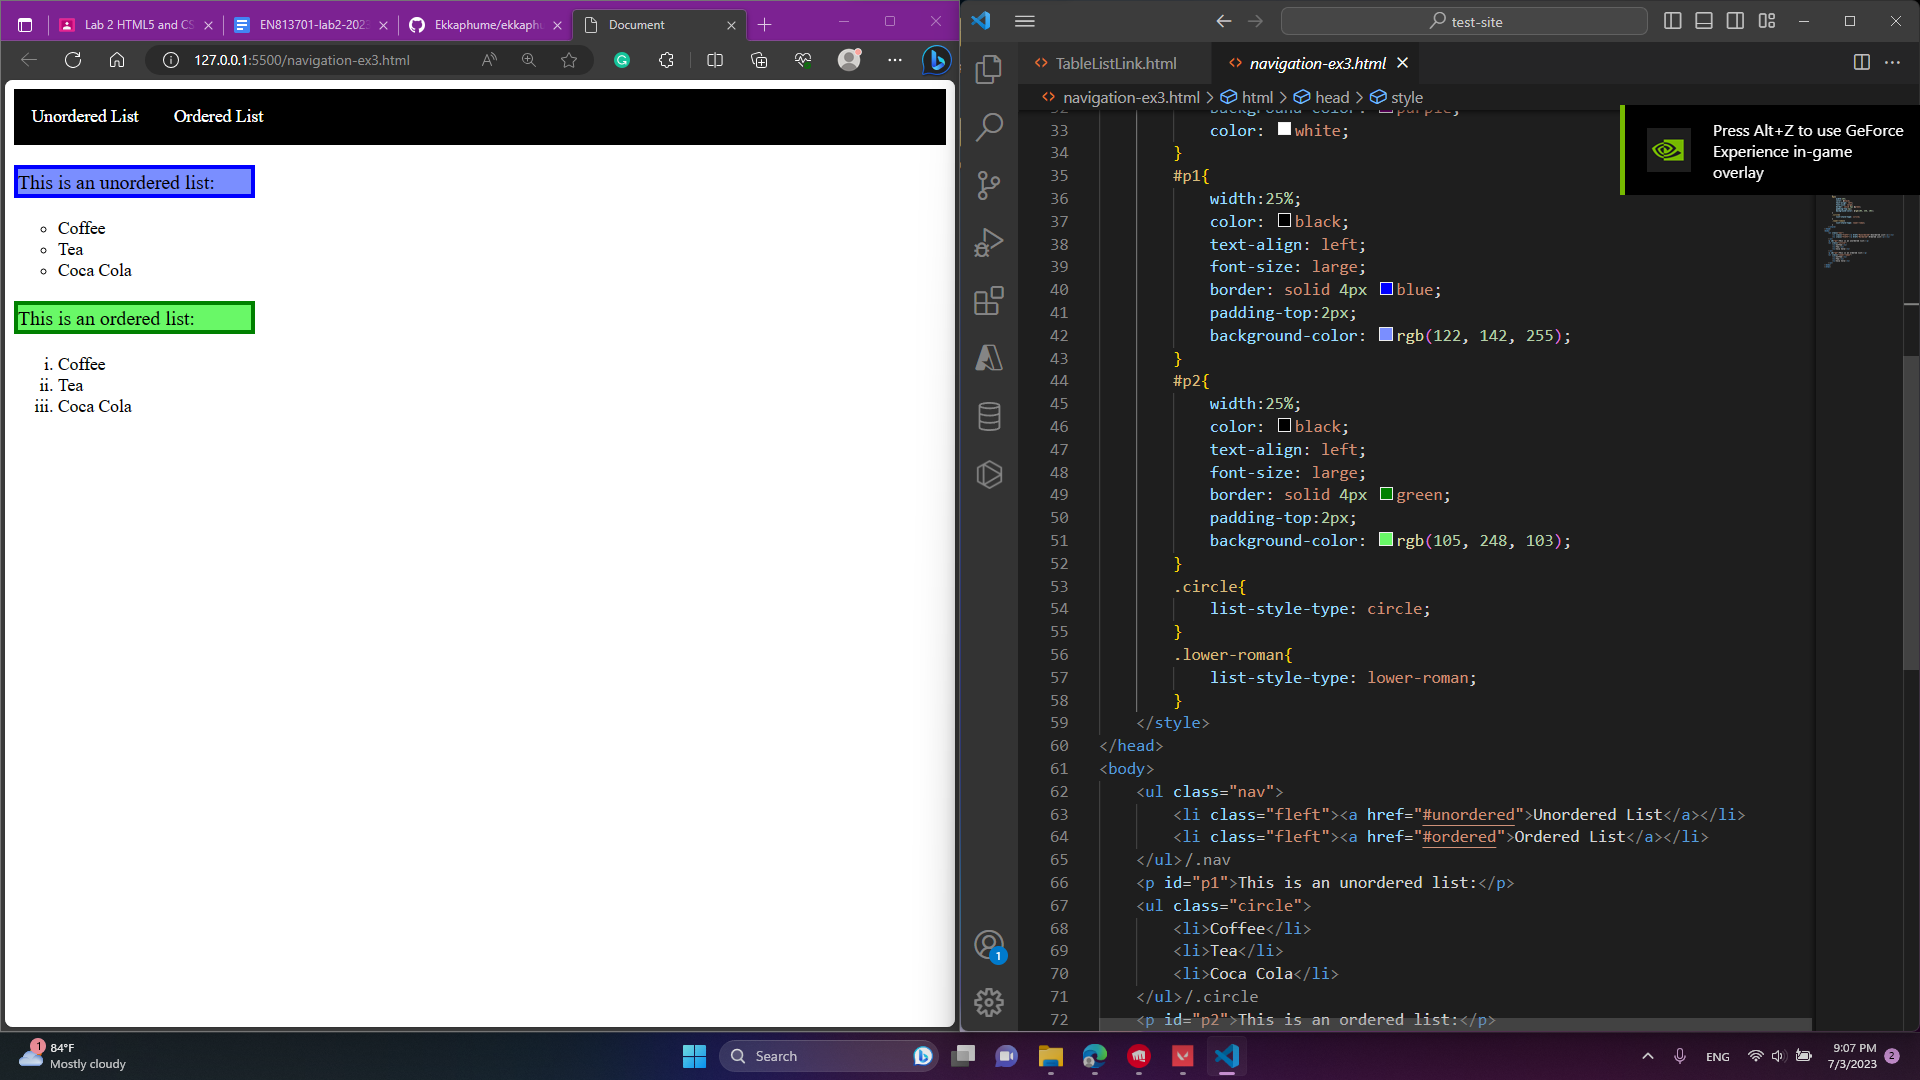 Lab 2 HTML5 and CS
EN813701-lab2-202
Ekkaphume/ekkaph
Document
127.0.0.1:5500/navigation-ex3.html
Unordered List Ordered List
This is an unordered list:
Coffee
Tea
Coca Cola
This is an ordered list:
i. Coffee
ii. Tea
iii. Coca Cola
test-site
TableListLink.html
navigation-ex3.html
navigation-ex3.html > html > head > style
Press Alt+Z to use GeForce
Experience in-game
overlay
33 color: white;
34 }
35 #p1{
36 width:25%;
37 color: black;
38 text-align: left;
39 font-size: large;
40 border: solid 4px blue;
41 padding-top:2px;
42 background-color: rgb(122, 142, 255);
43 }
44 #p2{
45 width:25%;
46 color: black;
47 text-align: left;
48 font-size: large;
49 border: solid 4px green;
50 padding-top:2px;
51 background-color: rgb(105, 248, 103);
52 }
53 .circle{
54 list-style-type: circle;
55 }
56 .lower-roman{
57 list-style-type: lower-roman;
58 }
59 </style>
60 </head>
61 <body>
62 <ul class="nav">
63 <li class="fleft"><a href="#unordered">Unordered List</a></li>
64 <li class="fleft"><a href="#ordered">Ordered List</a></li>
65 </ul>/.nav
66 <p id="p1">This is an unordered list:</p>
67 <ul class="circle">
68 <li>Coffee</li>
69 <li>Tea</li>
70 <li>Coca Cola</li>
71 </ul>/.circle
72 <p id="p2">This is an ordered list:</p>
1
1
84°F
Mostly cloudy
Search
ENG
9:07 PM
7/3/2023
2